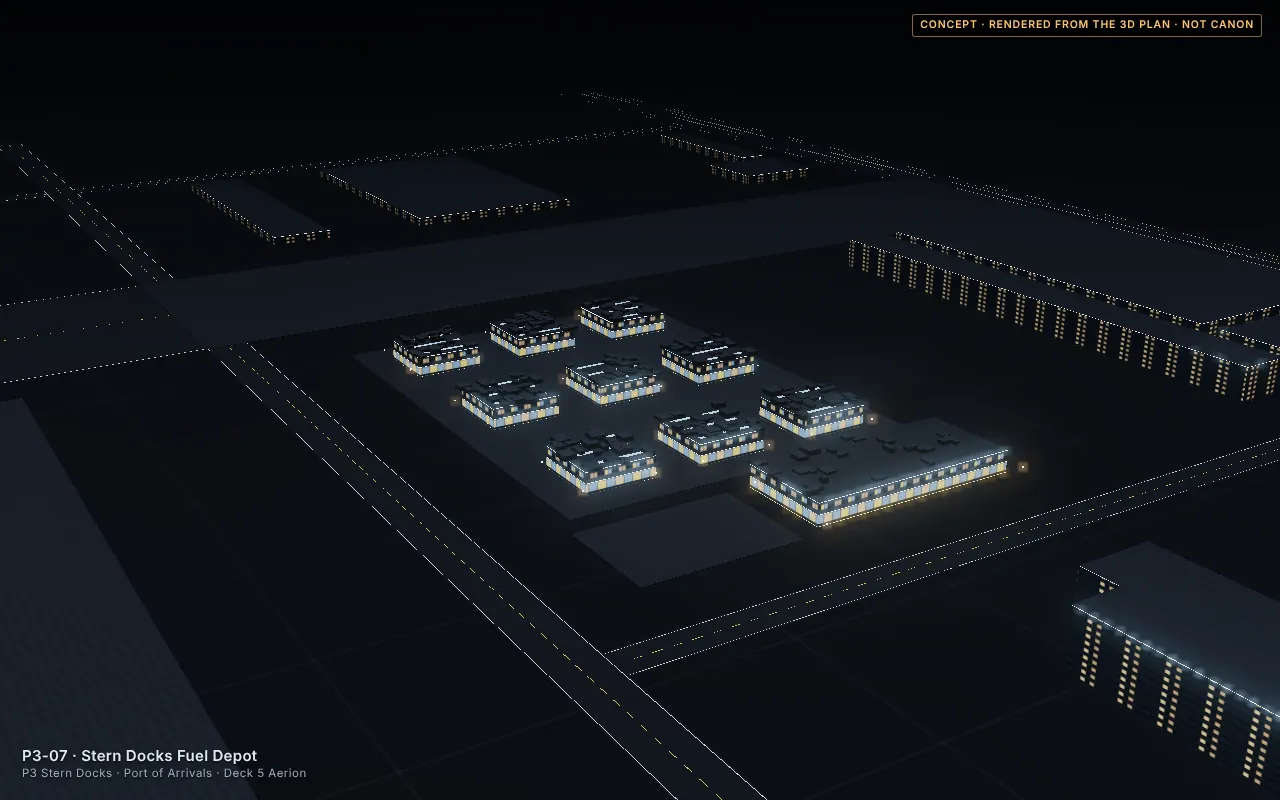 CONCEPT · RENDERED FROM THE 3D PLAN · NOT CANON
P3-07 · Stern Docks Fuel Depot
P3 Stern Docks · Port of Arrivals · Deck 5 Aerion